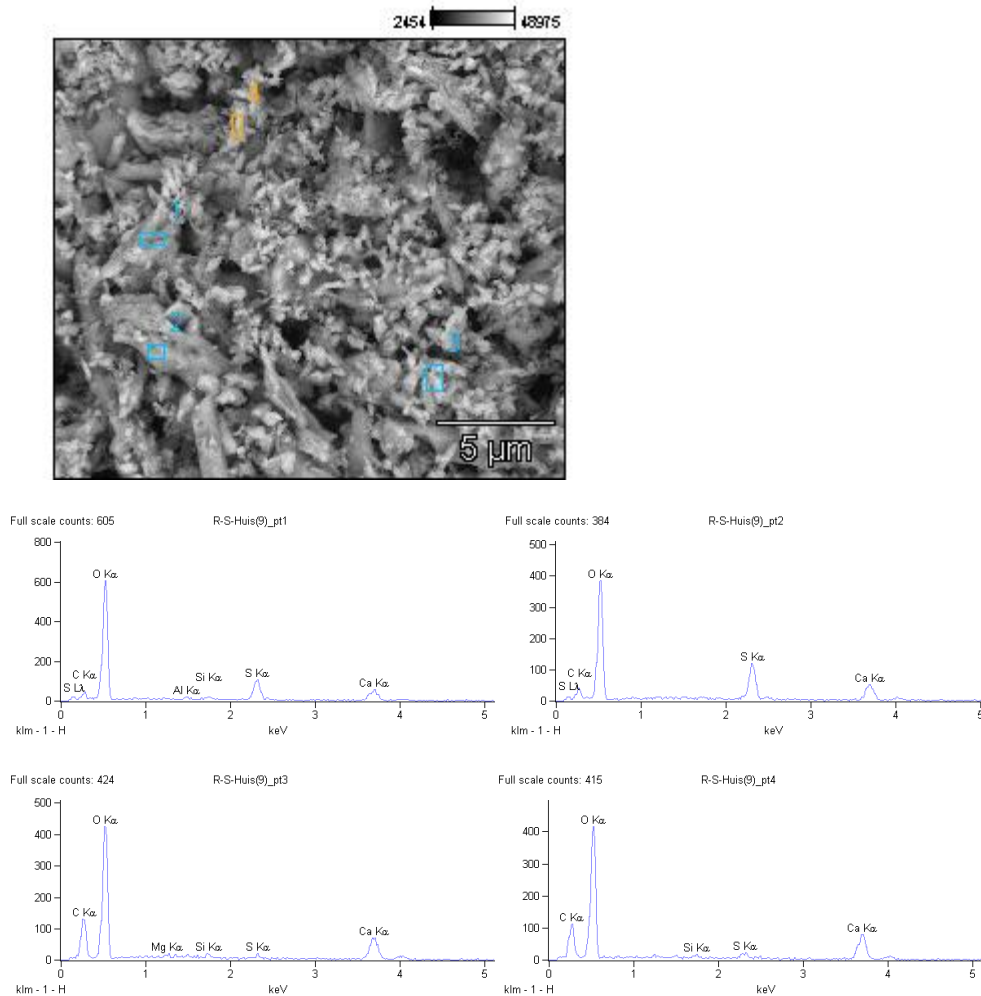 2454 48975
1
2
3
5 µm
Full scale counts: 605 R-S-Huis(9)_pt1
800
600
400
200
0
O Kα
C Kα
S Lλ
Al Kα
Si Kα
S Kα
Ca Kα
0 1 2 3 4 5
klm - 1 - H keV
Full scale counts: 384 R-S-Huis(9)_pt2
500
400
300
200
100
0
O Kα
C Kα
S Lλ
S Kα
Ca Kα
0 1 2 3 4 5
klm - 1 - H keV
Full scale counts: 424 R-S-Huis(9)_pt3
500
400
300
200
100
0
O Kα
C Kα
Mg Kα
Si Kα
S Kα
Ca Kα
0 1 2 3 4 5
klm - 1 - H keV
Full scale counts: 415 R-S-Huis(9)_pt4
400
300
200
100
0
O Kα
C Kα
Si Kα
S Kα
Ca Kα
0 1 2 3 4 5
klm - 1 - H keV